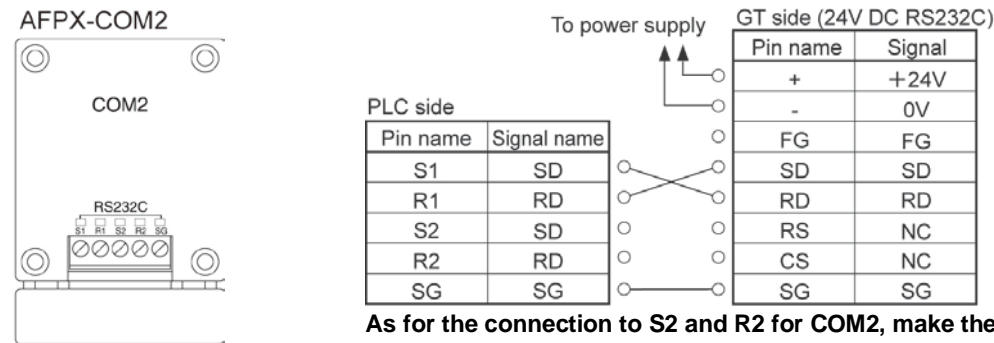 AFPX-COM2
COM2
RS232C
S1 R1 S2 R2 SG
To power supply
GT side (24V DC RS232C)
Pin name Signal
+ +24V
- 0V
FG FG
SD SD
RD RD
RS NC
CS NC
SG SG
PLC side
Pin name Signal name
S1 SD
R1 RD
S2 SD
R2 RD
SG SG
As for the connection to S2 and R2 for COM2, make the